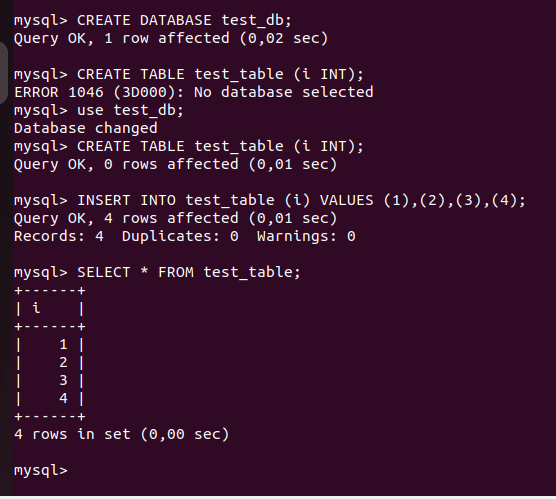 mysql> CREATE DATABASE test_db;
Query OK, 1 row affected (0,02 sec)
mysql> CREATE TABLE test_table (i INT);
ERROR 1046 (3D000): No database selected
mysql> use test_db;
Database changed
mysql> CREATE TABLE test_table (i INT);
Query OK, 0 rows affected (0,01 sec)
mysql> INSERT INTO test_table (i) VALUES (1),(2),(3),(4);
Query OK, 4 rows affected (0,01 sec)
Records: 4  Duplicates: 0  Warnings: 0
mysql> SELECT * FROM test_table;
+------+
| i    |
+------+
|    1 |
|    2 |
|    3 |
|    4 |
+------+
4 rows in set (0,00 sec)
mysql>